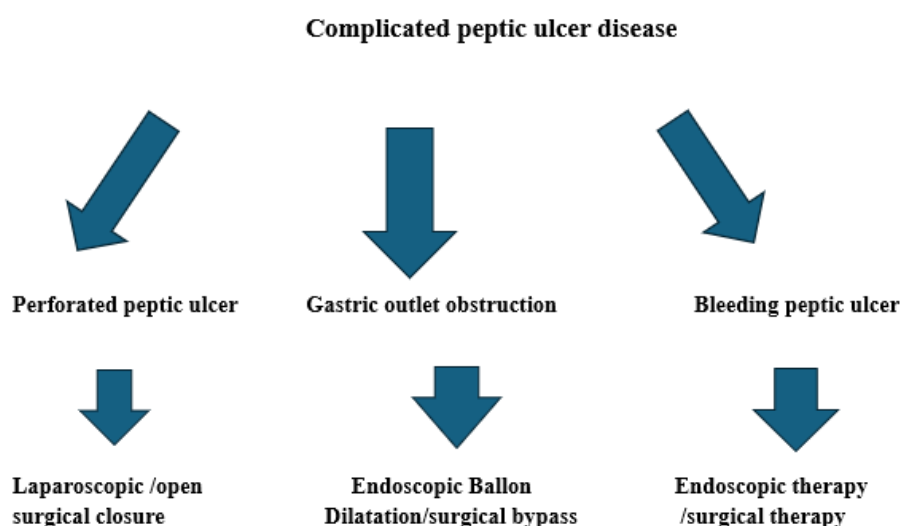 Complicated peptic ulcer disease
Perforated peptic ulcer
Gastric outlet obstruction
Bleeding peptic ulcer
Laparoscopic /open
surgical closure
Endoscopic Ballon
Dilatation/surgical bypass
Endoscopic therapy
/surgical therapy